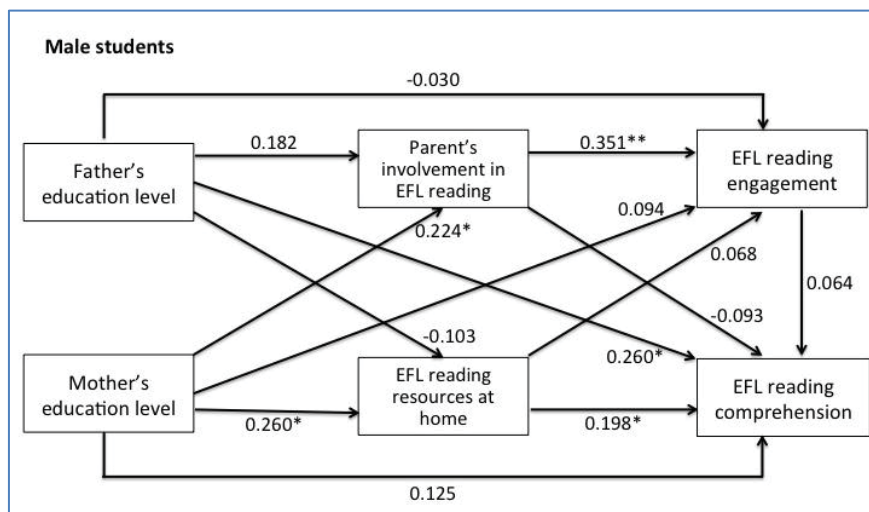 Male students
-0.030
Father's
education level
0.182
Parent's
involvement in
EFL reading
0.351**
EFL reading
engagement
0.224*
0.094
0.068
0.064
-0.103
-0.093
0.260*
Mother's
education level
0.260*
EFL reading
resources at
home
0.198*
EFL reading
comprehension
0.125